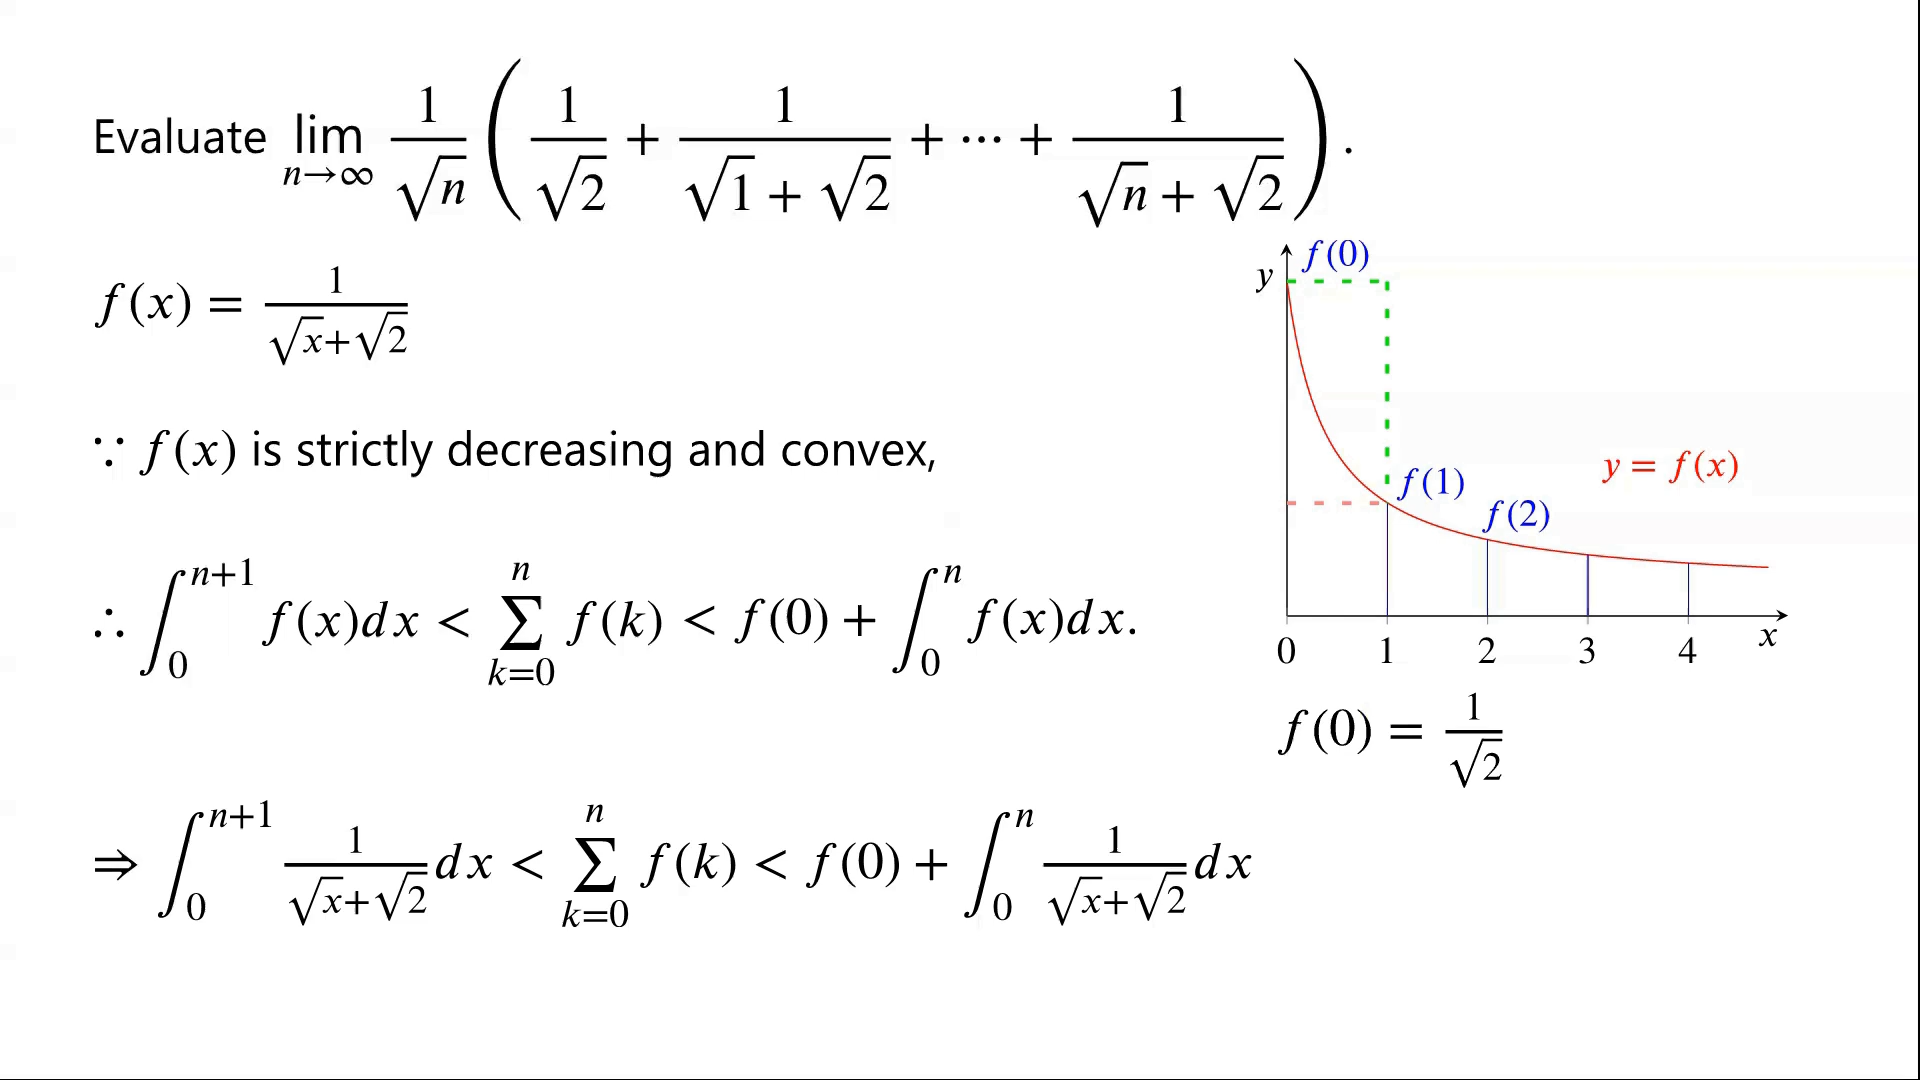 Evaluate lim_{n→∞} 1/√n (1/√2 + 1/(√1 + √2) + ⋯ + 1/(√n + √2)).
f(x) = 1/(√x+√2)
∵ f(x) is strictly decreasing and convex,
∴ ∫_0^{n+1} f(x)dx < ∑_{k=0}^{n} f(k) < f(0) + ∫_0^n f(x)dx.
⇒ ∫_0^{n+1} 1/(√x+√2) dx < ∑_{k=0}^{n} f(k) < f(0) + ∫_0^n 1/(√x+√2) dx
y
f(0)
f(1)
f(2)
y = f(x)
0 1 2 3 4 x
f(0) = 1/√2